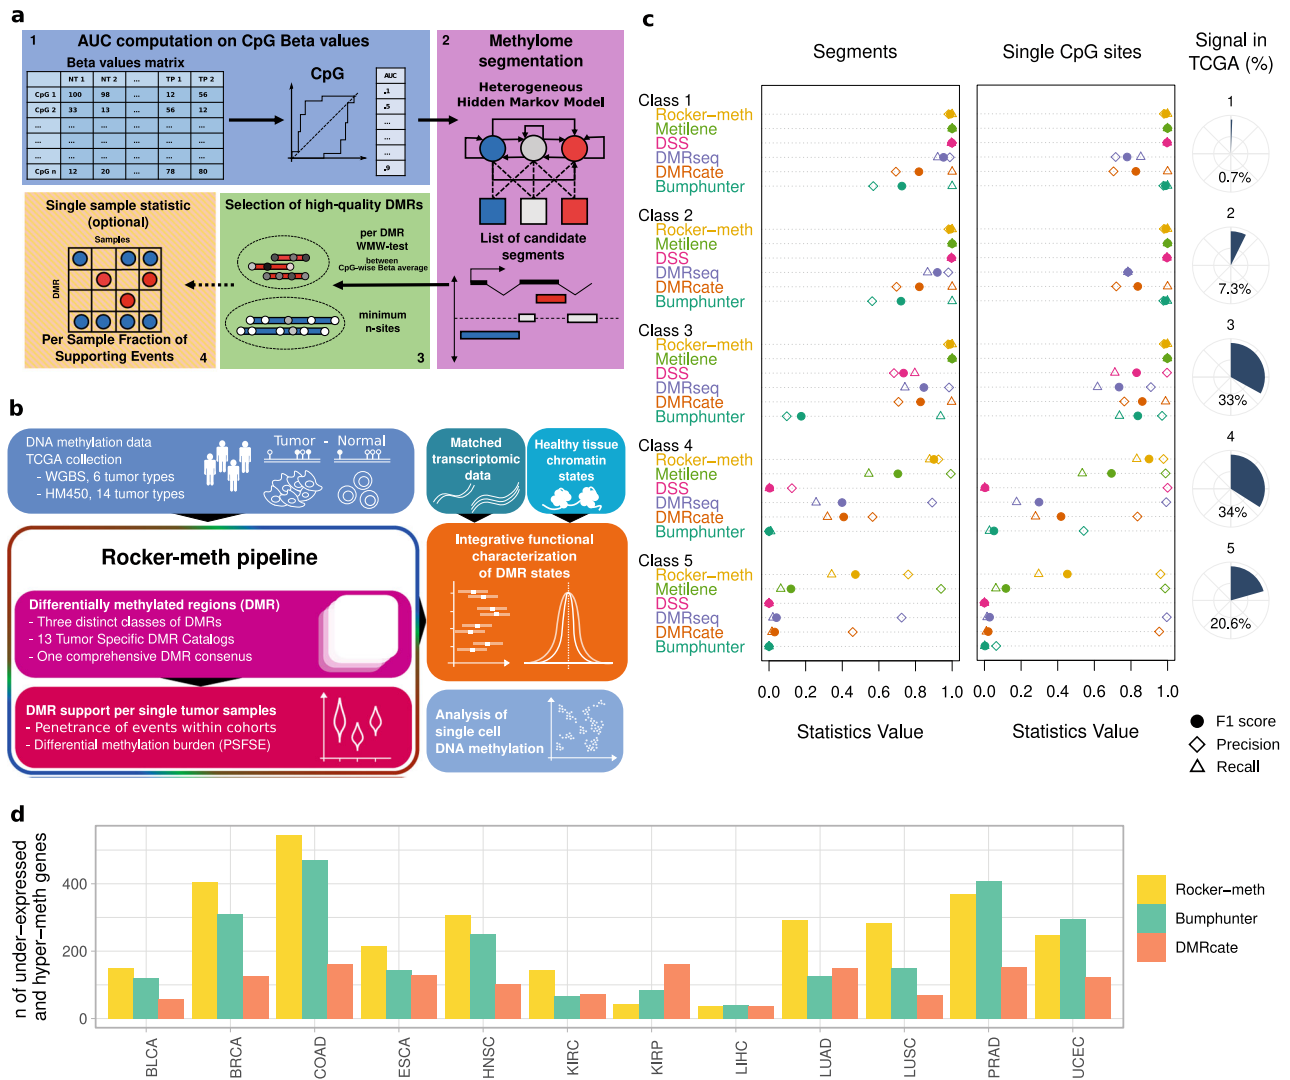 a
1 AUC computation on CpG Beta values
Beta values matrix
NT 1 NT 2 ... TP 1 TP 2
CpG 1 100 98 ... 12 56
CpG 2 33 13 ... 56 12
... ... ... ... ... ...
... ... ... ... ... ...
... ... ... ... ... ...
CpG n 12 20 ... 78 80
CpG
AUC
.1
.5
...
...
...
.9
2 Methylome
segmentation
Heterogeneous
Hidden Markov Model
List of candidate
segments
Selection of high-quality DMRs
per DMR
WMW-test
between
CpG-wise Beta average
minimum
n-sites
3
Single sample statistic
(optional)
Samples
DMR
Per Sample Fraction of
Supporting Events
4
b
DNA methylation data
TCGA collection
- WGBS, 6 tumor types
- HM450, 14 tumor types
Tumor - Normal
Matched
transcriptomic
data
Healthy tissue
chromatin
states
Rocker-meth pipeline
Differentially methylated regions (DMR)
- Three distinct classes of DMRs
- 13 Tumor Specific DMR Catalogs
- One comprehensive DMR consenus
DMR support per single tumor samples
- Penetrance of events within cohorts
- Differential methylation burden (PSFSE)
Integrative functional
characterization
of DMR states
Analysis of
single cell
DNA methylation
c
Segments
Single CpG sites
Signal in
TCGA (%)
Class 1
Rocker-meth
Metilene
DSS
DMRseq
DMRcate
Bumphunter
Class 2
Rocker-meth
Metilene
DSS
DMRseq
DMRcate
Bumphunter
Class 3
Rocker-meth
Metilene
DSS
DMRseq
DMRcate
Bumphunter
Class 4
Rocker-meth
Metilene
DSS
DMRseq
DMRcate
Bumphunter
Class 5
Rocker-meth
Metilene
DSS
DMRseq
DMRcate
Bumphunter
0.0 0.2 0.4 0.6 0.8 1.0
Statistics Value
0.0 0.2 0.4 0.6 0.8 1.0
Statistics Value
1
0.7%
2
7.3%
3
33%
4
34%
5
20.6%
F1 score
Precision
Recall
d
n of under-expressed
and hyper-meth genes
400
200
0
BLCA
BRCA
COAD
ESCA
HNSC
KIRC
KIRP
LIHC
LUAD
LUSC
PRAD
UCEC
Rocker-meth
Bumphunter
DMRcate